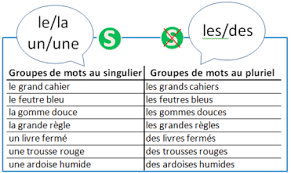 le/la
un/une
S
S
les/des
Groupes de mots au singulier Groupes de mots au pluriel
le grand cahier les grands cahiers
le feutre bleu les feutres bleus
la gomme douce les gommes douces
la grande règle les grandes règles
un livre fermé des livres fermés
une trousse rouge des trousses rouges
une ardoise humide des ardoises humides